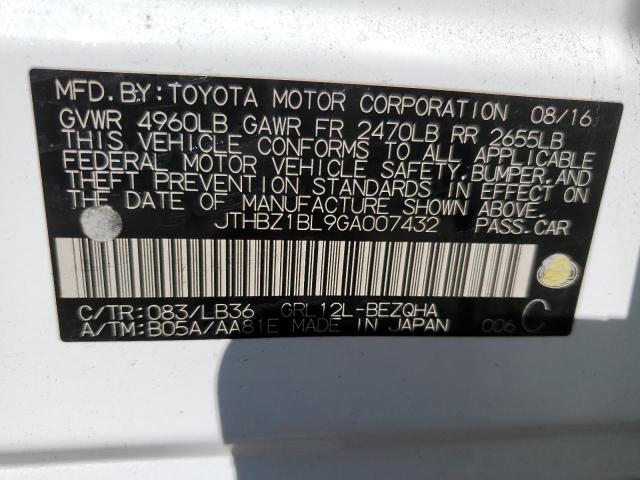 MFD. BY: TOYOTA MOTOR CORPORATION 08/16
GVWR 4960LB GAWR FR 2470LB RR 2655LB
THIS VEHICLE CONFORMS TO ALL APPLICABLE
FEDERAL MOTOR VEHICLE SAFETY, BUMPER, AND
THEFT PREVENTION STANDARDS IN EFFECT ON
THE DATE OF MANUFACTURE SHOWN ABOVE.
JTHBZ1BL9GA007432 PASS.CAR
C/TR: 083/LB36 GRL12L-BEZQHA
A/TM: B05A/AA81E MADE IN JAPAN 006 C